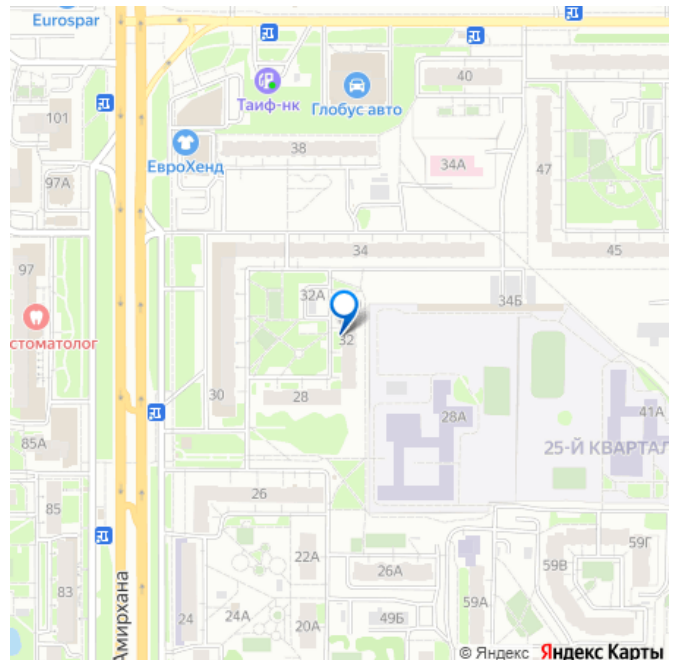 Eurospar
Таиф-нк
Глобус авто
40
101
ЕвроХенд
38
34А
47
97А
34
45
97
32А
34Б
стоматолог
32
30
28
28А
41А
85А
25-Й КВАРТАЛ
26
85
22А
59Г
83
26А
59В
Амирхана
24
24А
20А
49Б
59А
© Яндекс Яндекс Карты